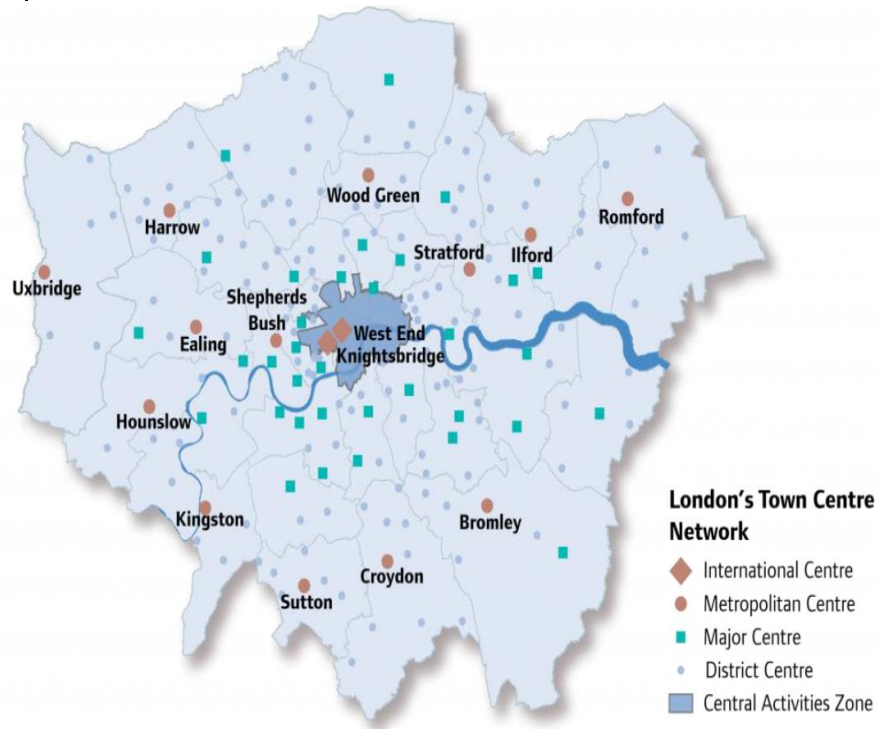 Wood Green
Harrow
Romford
Stratford
Ilford
Uxbridge
Shepherds
Bush
Ealing
West End
Knightsbridge
Hounslow
Kingston
Bromley
Croydon
Sutton
London's Town Centre
Network
International Centre
Metropolitan Centre
Major Centre
District Centre
Central Activities Zone